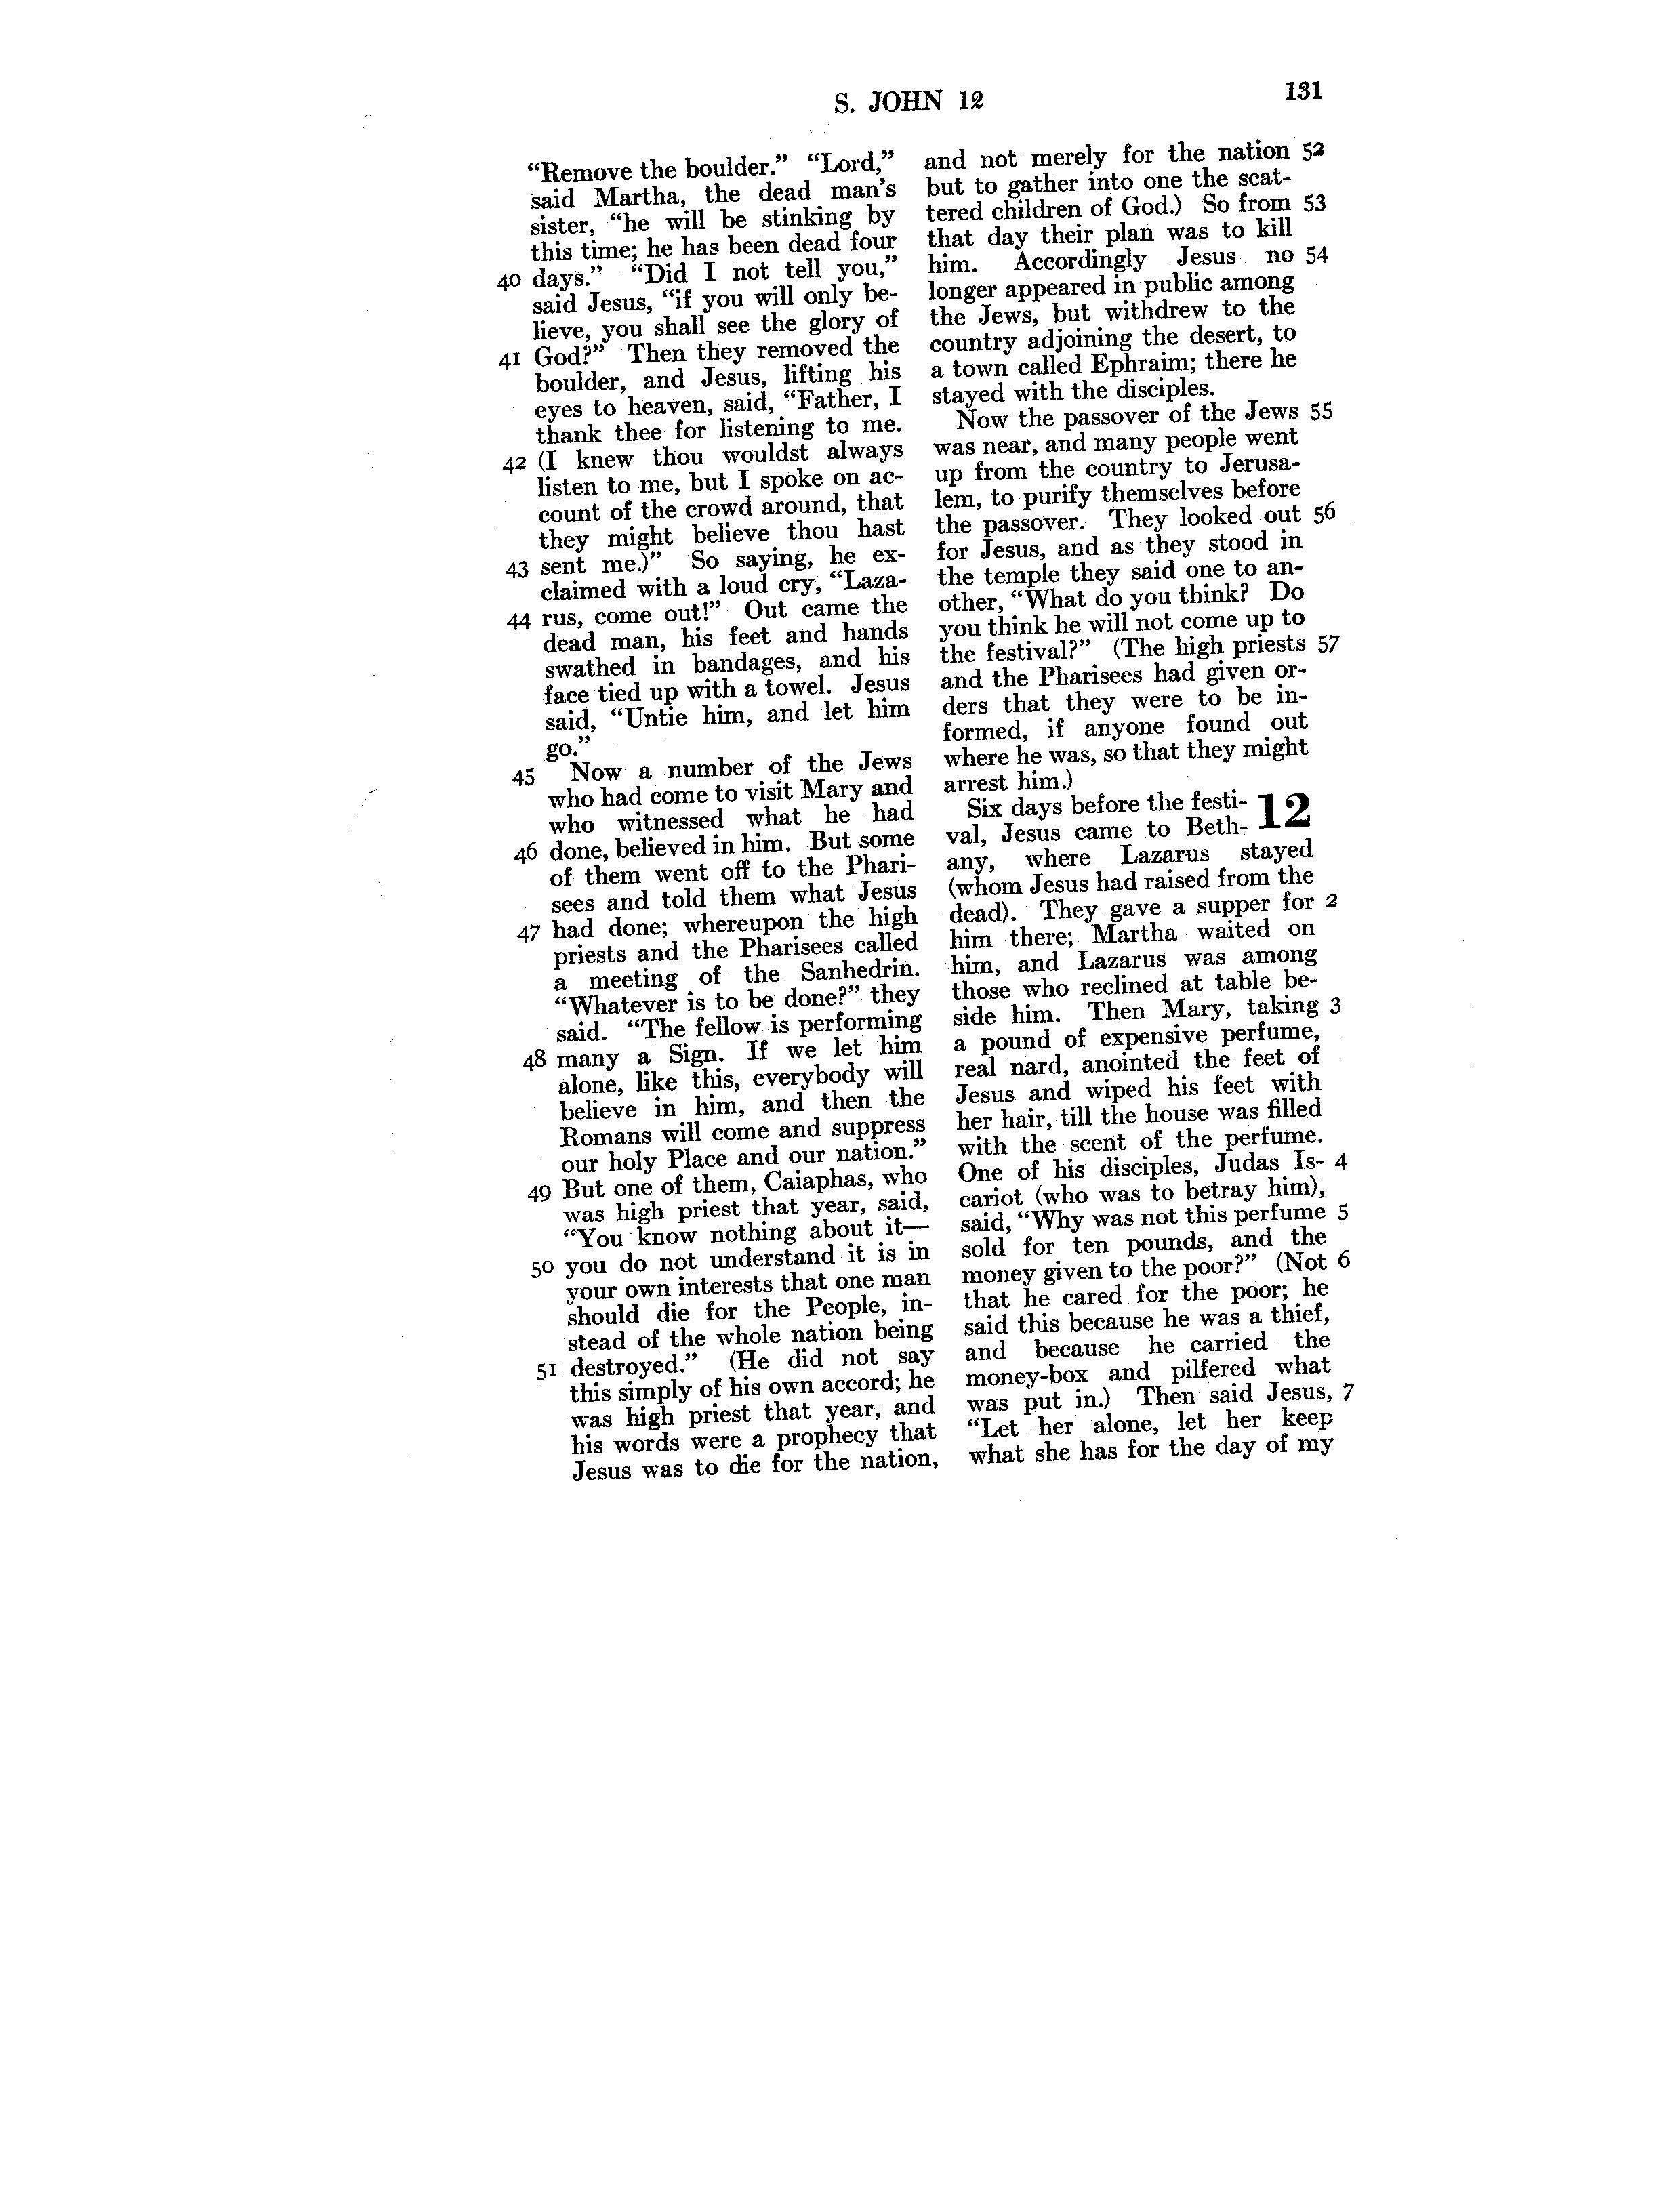 S. JOHN 12
131
“Remove the boulder.” “Lord,”
said Martha, the dead man’s
sister, “he will be stinking by
this time; he has been dead four
40 days.” “Did I not tell you,”
said Jesus, “if you will only be-
lieve, you shall see the glory of
41 God?” Then they removed the
boulder, and Jesus, lifting his
eyes to heaven, said, “Father, I
thank thee for listening to me.
42 (I knew thou wouldst always
listen to me, but I spoke on ac-
count of the crowd around, that
they might believe thou hast
43 sent me.)” So saying, he ex-
claimed with a loud cry, “Laza-
44 rus, come out!” Out came the
dead man, his feet and hands
swathed in bandages, and his
face tied up with a towel. Jesus
said, “Untie him, and let him
go.”
45 Now a number of the Jews
who had come to visit Mary and
who witnessed what he had
46 done, believed in him. But some
of them went off to the Phari-
sees and told them what Jesus
47 had done; whereupon the high
priests and the Pharisees called
a meeting of the Sanhedrin.
“Whatever is to be done?” they
said. “The fellow is performing
48 many a Sign. If we let him
alone, like this, everybody will
believe in him, and then the
Romans will come and suppress
our holy Place and our nation.”
49 But one of them, Caiaphas, who
was high priest that year, said,
“You know nothing about it—
50 you do not understand it is in
your own interests that one man
should die for the People, in-
stead of the whole nation being
51 destroyed.” (He did not say
this simply of his own accord; he
was high priest that year, and
his words were a prophecy that
Jesus was to die for the nation,
and not merely for the nation 52
but to gather into one the scat-
tered children of God.) So from 53
that day their plan was to kill
him. Accordingly Jesus no 54
longer appeared in public among
the Jews, but withdrew to the
country adjoining the desert, to
a town called Ephraim; there he
stayed with the disciples.
Now the passover of the Jews 55
was near, and many people went
up from the country to Jerusa-
lem, to purify themselves before
the passover. They looked out 56
for Jesus, and as they stood in
the temple they said one to an-
other, “What do you think? Do
you think he will not come up to
the festival?” (The high priests 57
and the Pharisees had given or-
ders that they were to be in-
formed, if anyone found out
where he was, so that they might
arrest him.)
Six days before the festi- 12
val, Jesus came to Beth-
any, where Lazarus stayed
(whom Jesus had raised from the
dead). They gave a supper for 2
him there; Martha waited on
him, and Lazarus was among
those who reclined at table be-
side him. Then Mary, taking 3
a pound of expensive perfume,
real nard, anointed the feet of
Jesus and wiped his feet with
her hair, till the house was filled
with the scent of the perfume.
One of his disciples, Judas Is- 4
cariot (who was to betray him),
said, “Why was not this perfume 5
sold for ten pounds, and the
money given to the poor?” (Not 6
that he cared for the poor; he
said this because he was a thief,
and because he carried the
money-box and pilfered what
was put in.) Then said Jesus, 7
“Let her alone, let her keep
what she has for the day of my